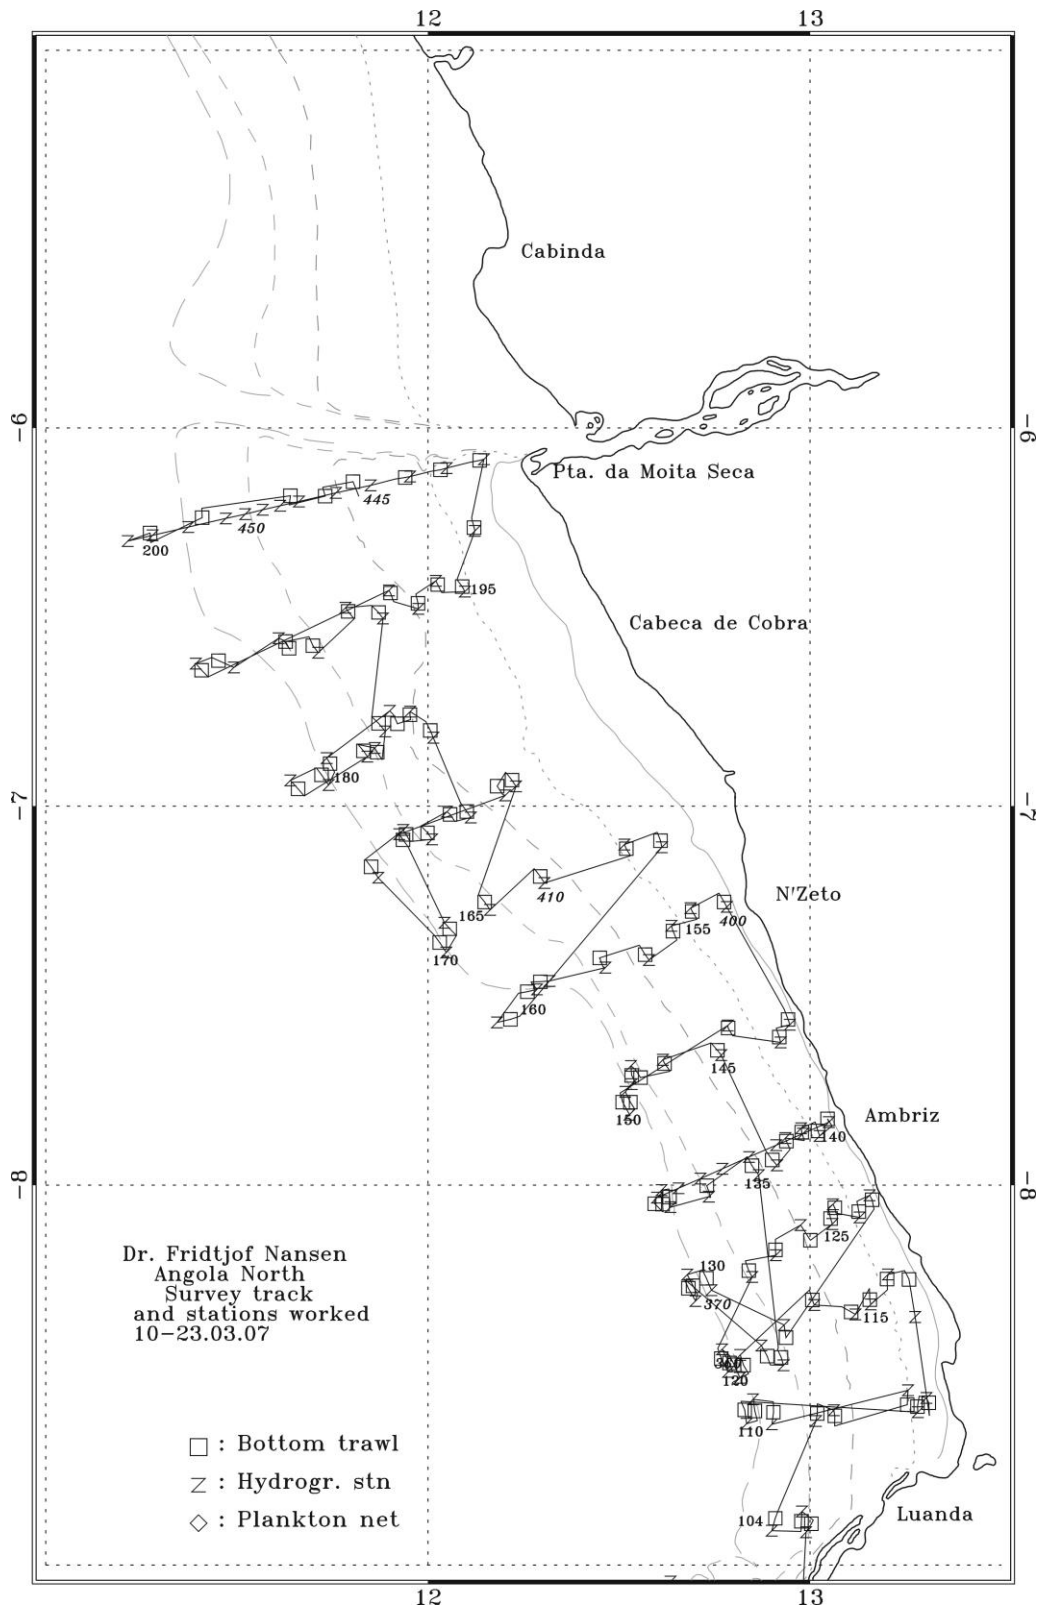 12 13
Cabinda
-6 -6
Pta. da Moita Seca
445
450
200
195
Cabeca de Cobra
180
-7 -7
N'Zeto
410
165
400
155
170
160
145
150
Ambriz
140
135
-8 -8
125
Dr. Fridtjof Nansen
Angola North
Survey track
and stations worked
10-23.03.07
130
370
115
120
110
: Bottom trawl
: Hydrogr. stn
: Plankton net
104
Luanda
12 13